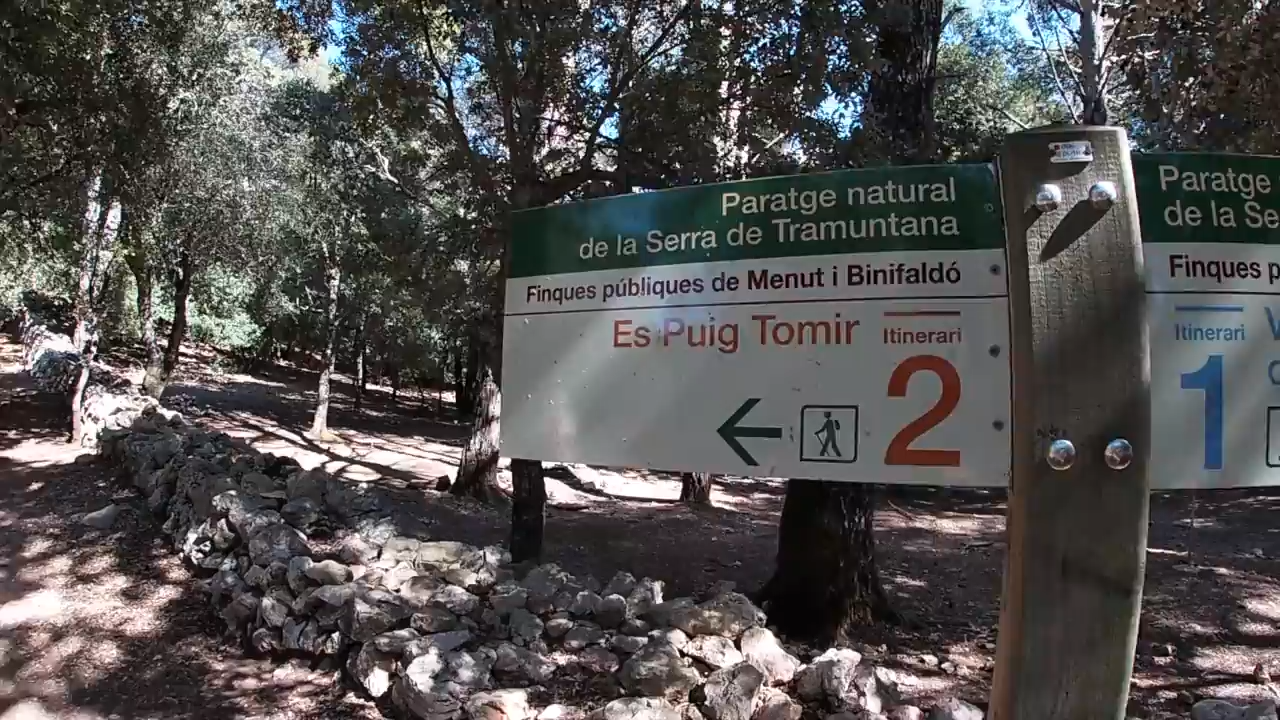 Paratge natural
de la Serra de Tramuntana
Finques públiques de Menut i Binifaldó
Es Puig Tomir
Itinerari
2
Paratge
de la Se
Finques p
Itinerari
1